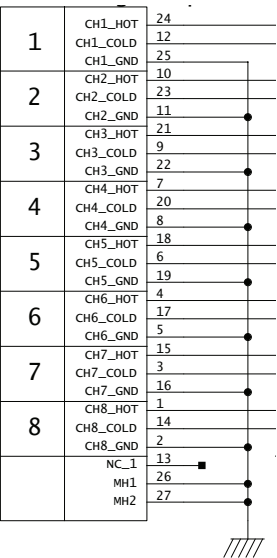 CH1_HOT 24
1 CH1_COLD 12
CH1_GND 25
CH2_HOT 10
2 CH2_COLD 23
CH2_GND 11
CH3_HOT 21
3 CH3_COLD 9
CH3_GND 22
CH4_HOT 7
4 CH4_COLD 20
CH4_GND 8
CH5_HOT 18
5 CH5_COLD 6
CH5_GND 19
CH6_HOT 4
6 CH6_COLD 17
CH6_GND 5
CH7_HOT 15
7 CH7_COLD 3
CH7_GND 16
CH8_HOT 1
8 CH8_COLD 14
CH8_GND 2
NC_1 13
MH1 26
MH2 27